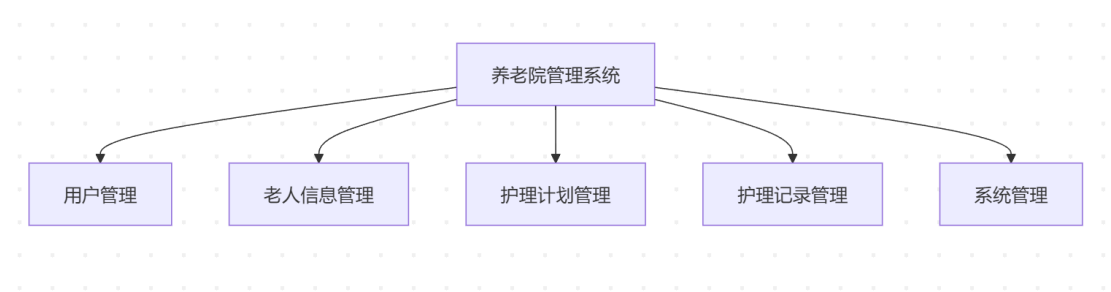 养老院管理系统
用户管理
老人信息管理
护理计划管理
护理记录管理
系统管理